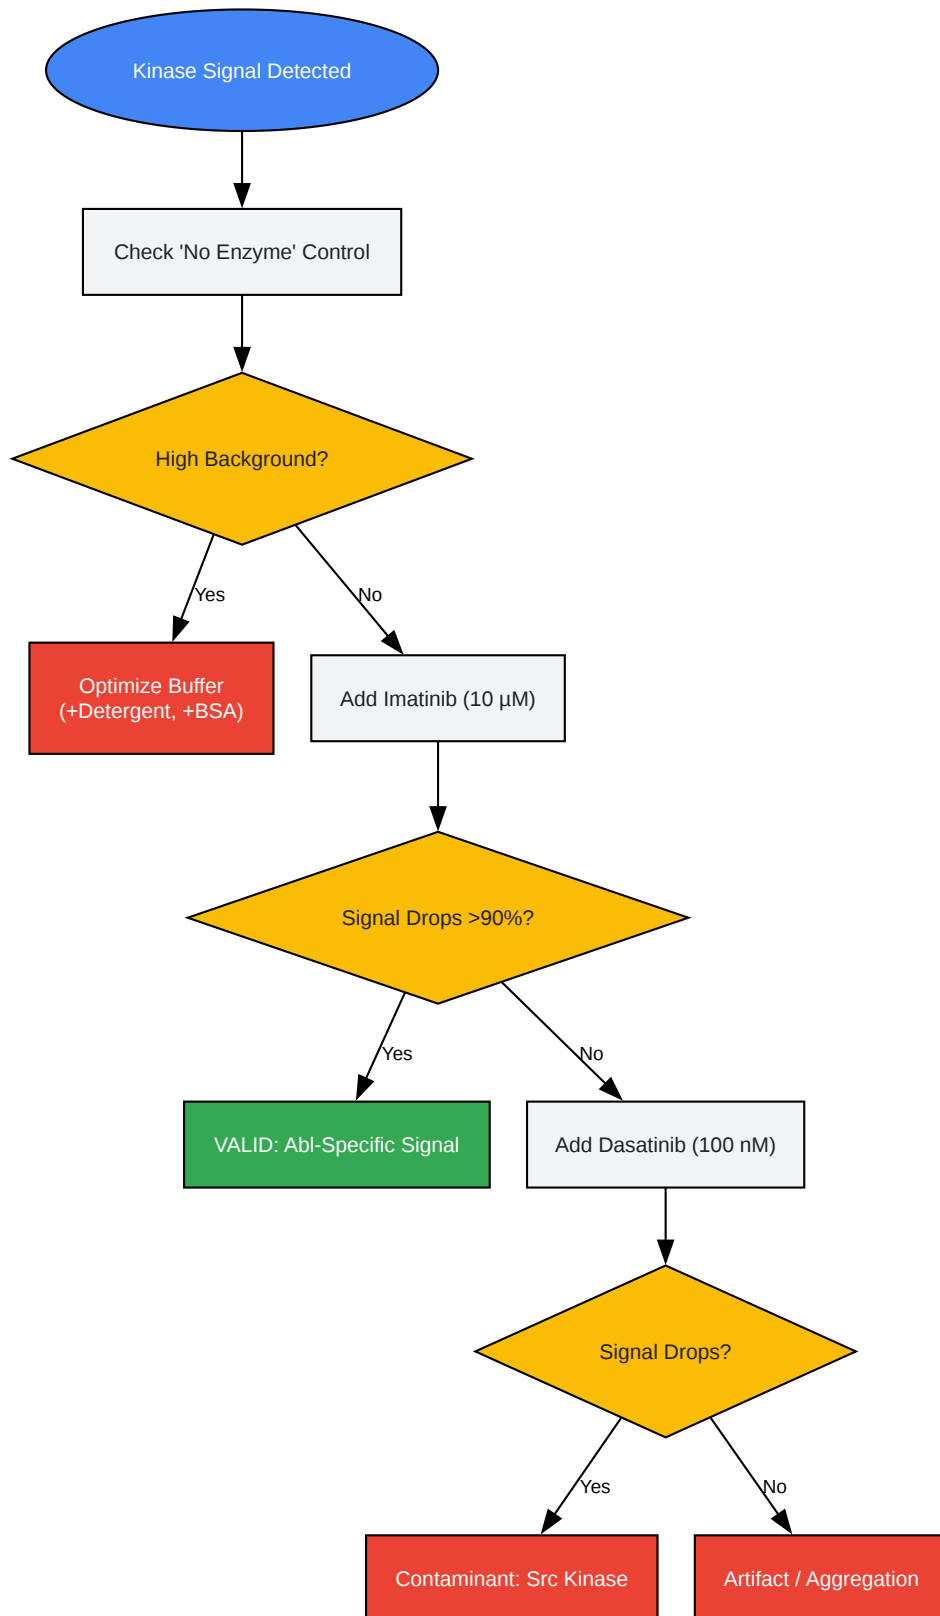 Kinase Signal Detected
Check 'No Enzyme' Control
High Background?
Yes
No
Optimize Buffer
(+Detergent, +BSA)
Add Imatinib (10 µM)
Signal Drops >90%?
Yes
No
VALID: Abl-Specific Signal
Add Dasatinib (100 nM)
Signal Drops?
Yes
No
Contaminant: Src Kinase
Artifact / Aggregation